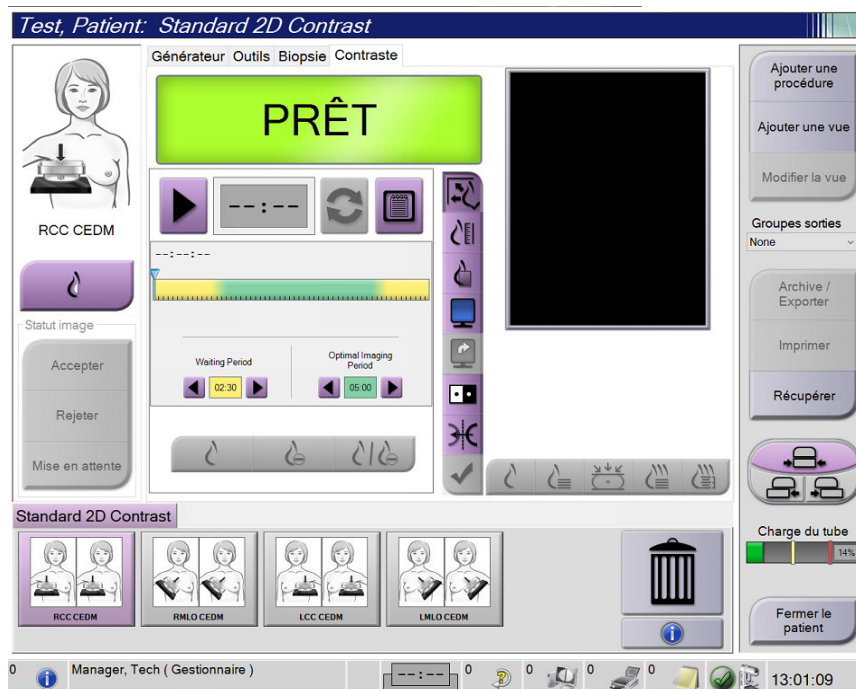 Test, Patient: Standard 2D Contrast
Générateur Outils Biopsie Contraste
PRÊT
RCC CEDM
--:--
--:--:--
Waiting Period
02:30
Optimal Imaging
Period
05:00
Statut image
Accepter
Rejeter
Mise en attente
Ajouter une
procédure
Ajouter une vue
Modifier la vue
Groupes sorties
None
Archive /
Exporter
Imprimer
Récupérer
Charge du tube
14%
Fermer le
patient
Standard 2D Contrast
RCC CEDM
RMLO CEDM
LCC CEDM
LMLO CEDM
0 Manager, Tech ( Gestionnaire ) --:-- 0 0 0 0 13:01:09